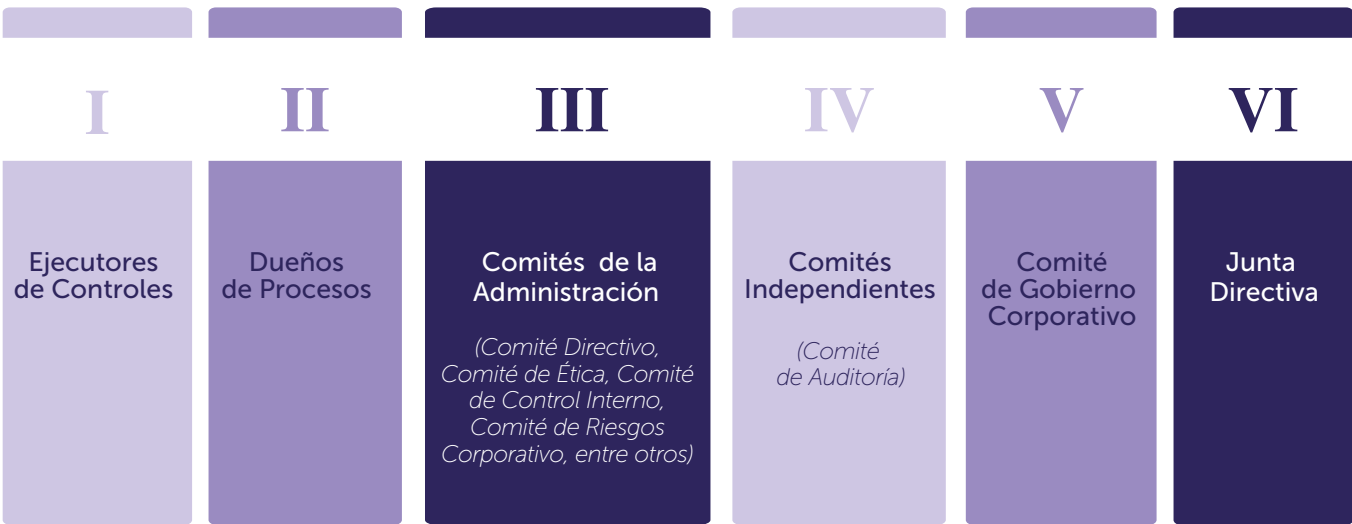 I
II
III
IV
V
VI
Ejecutores
de Controles
Dueños
de Procesos
Comités de la
Administración
(Comité Directivo,
Comité de Ética, Comité
de Control Interno,
Comité de Riesgos
Corporativo, entre otros)
Comités
Independientes
(Comité
de Auditoría)
Comité
de Gobierno
Corporativo
Junta
Directiva